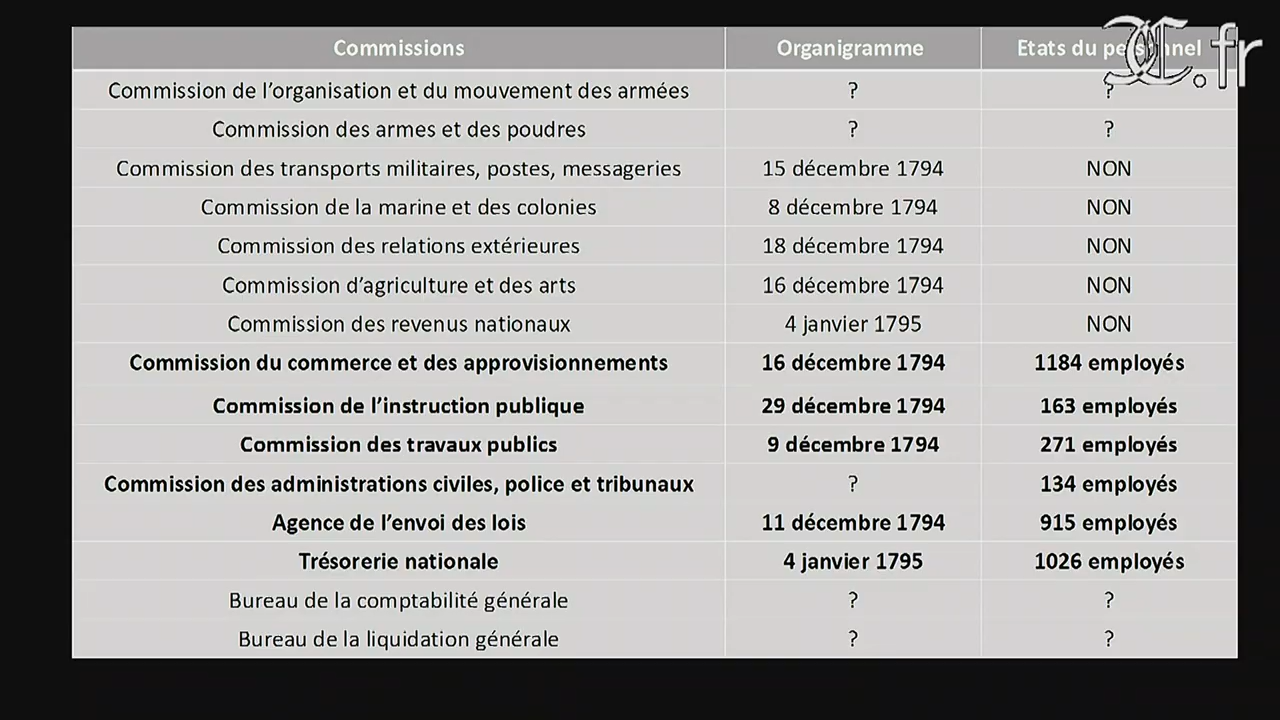 Commissions Organigramme Etats du personnel
Commission de l’organisation et du mouvement des armées ? ?
Commission des armes et des poudres ? ?
Commission des transports militaires, postes, messageries 15 décembre 1794 NON
Commission de la marine et des colonies 8 décembre 1794 NON
Commission des relations extérieures 18 décembre 1794 NON
Commission d’agriculture et des arts 16 décembre 1794 NON
Commission des revenus nationaux 4 janvier 1795 NON
Commission du commerce et des approvisionnements 16 décembre 1794 1184 employés
Commission de l’instruction publique 29 décembre 1794 163 employés
Commission des travaux publics 9 décembre 1794 271 employés
Commission des administrations civiles, police et tribunaux ? 134 employés
Agence de l’envoi des lois 11 décembre 1794 915 employés
Trésorerie nationale 4 janvier 1795 1026 employés
Bureau de la comptabilité générale ? ?
Bureau de la liquidation générale ? ?